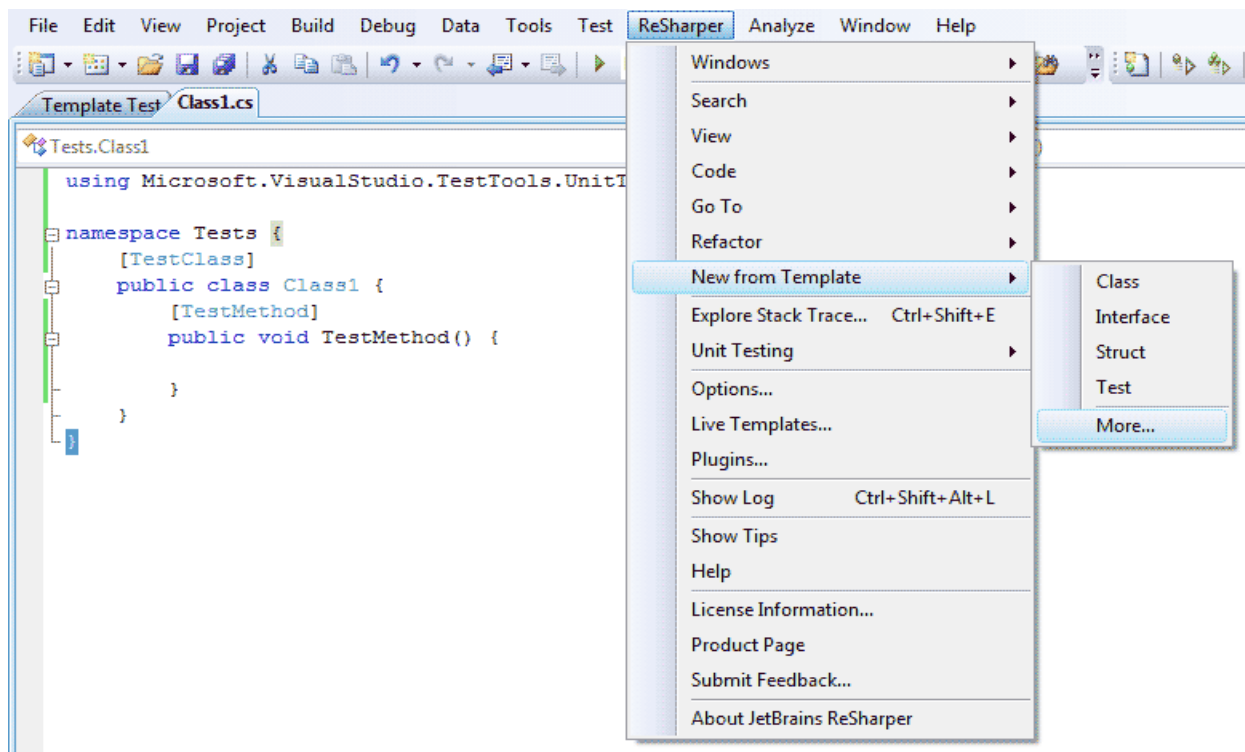 File Edit View Project Build Debug Data Tools Test ReSharper Analyze Window Help
Template Test Class1.cs
Tests.Class1
using Microsoft.VisualStudio.TestTools.UnitT
namespace Tests {
[TestClass]
public class Class1 {
[TestMethod]
public void TestMethod() {
}
}
}
Windows
Search
View
Code
Go To
Refactor
New from Template
Explore Stack Trace... Ctrl+Shift+E
Unit Testing
Options...
Live Templates...
Plugins...
Show Log Ctrl+Shift+Alt+L
Show Tips
Help
License Information...
Product Page
Submit Feedback...
About JetBrains ReSharper
Class
Interface
Struct
Test
More...